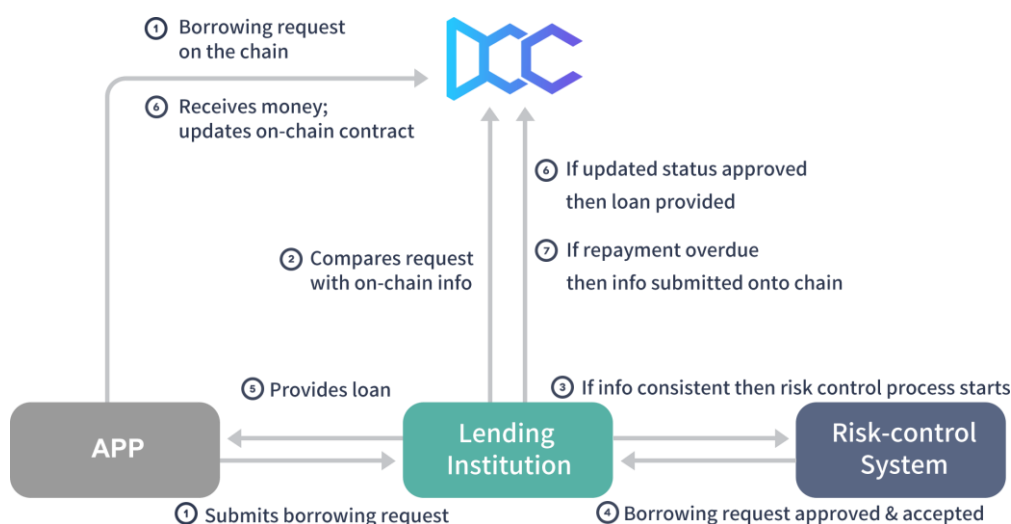 ① Borrowing request
on the chain
DCC
⑥ Receives money;
updates on-chain contract
⑥ If updated status approved
then loan provided
② Compares request
with on-chain info
⑦ If repayment overdue
then info submitted onto chain
⑤ Provides loan
③ If info consistent then risk control process starts
APP
Lending
Institution
Risk-control
System
① Submits borrowing request
④ Borrowing request approved & accepted